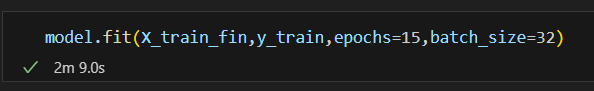 model.fit(X_train_fin,y_train,epochs=15,batch_size=32)
2m 9.0s